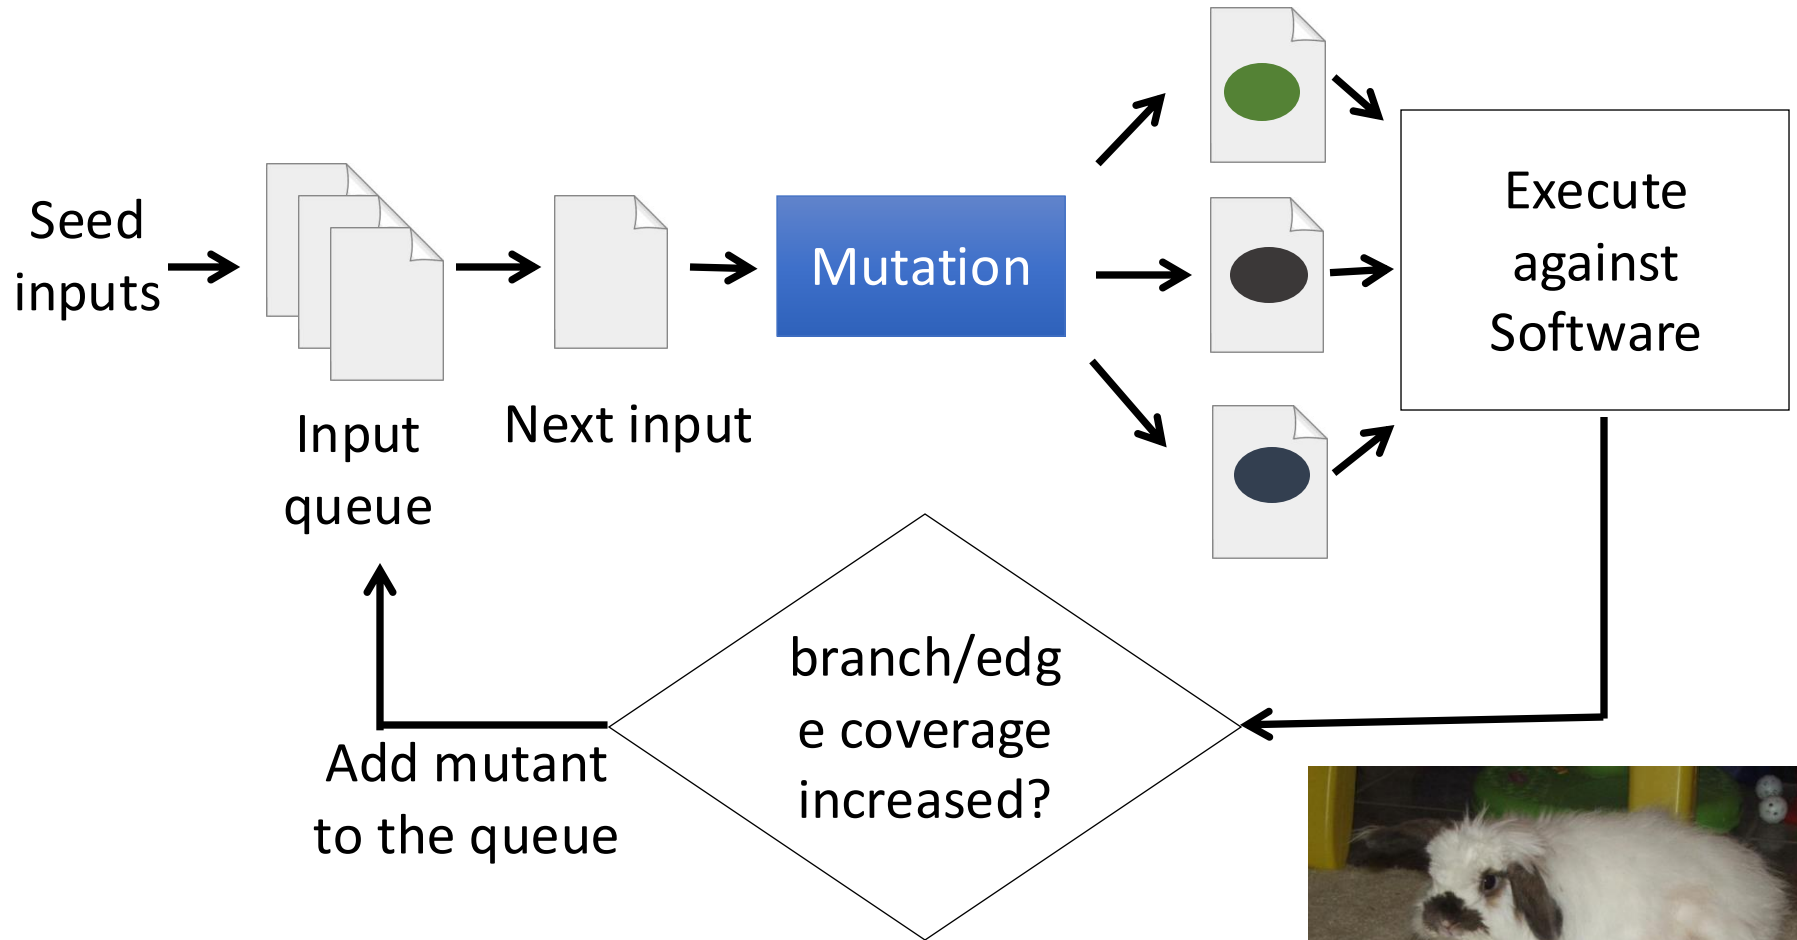 Seed
inputs
Input
queue
Next input
Mutation
Execute
against
Software
branch/edg
e coverage
increased?
Add mutant
to the queue